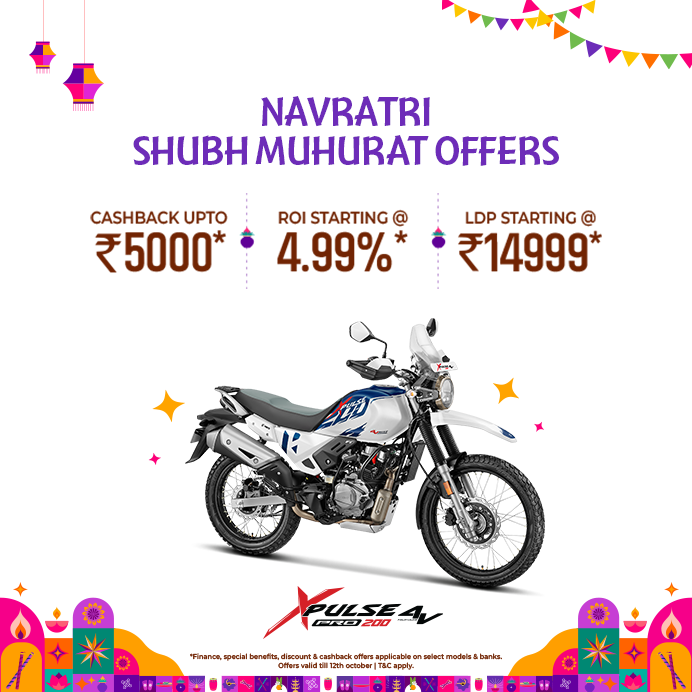 NAVRATRI
SHUBH MUHURAT OFFERS
CASHBACK UPTO
₹5000*
ROI STARTING @
4.99%*
LDP STARTING @
₹14999*
XPULSE 4V
PRO 200
*Finance, special benefits, discount & cashback offers applicable on select models & banks.
Offers valid till 12th october | T&C apply.